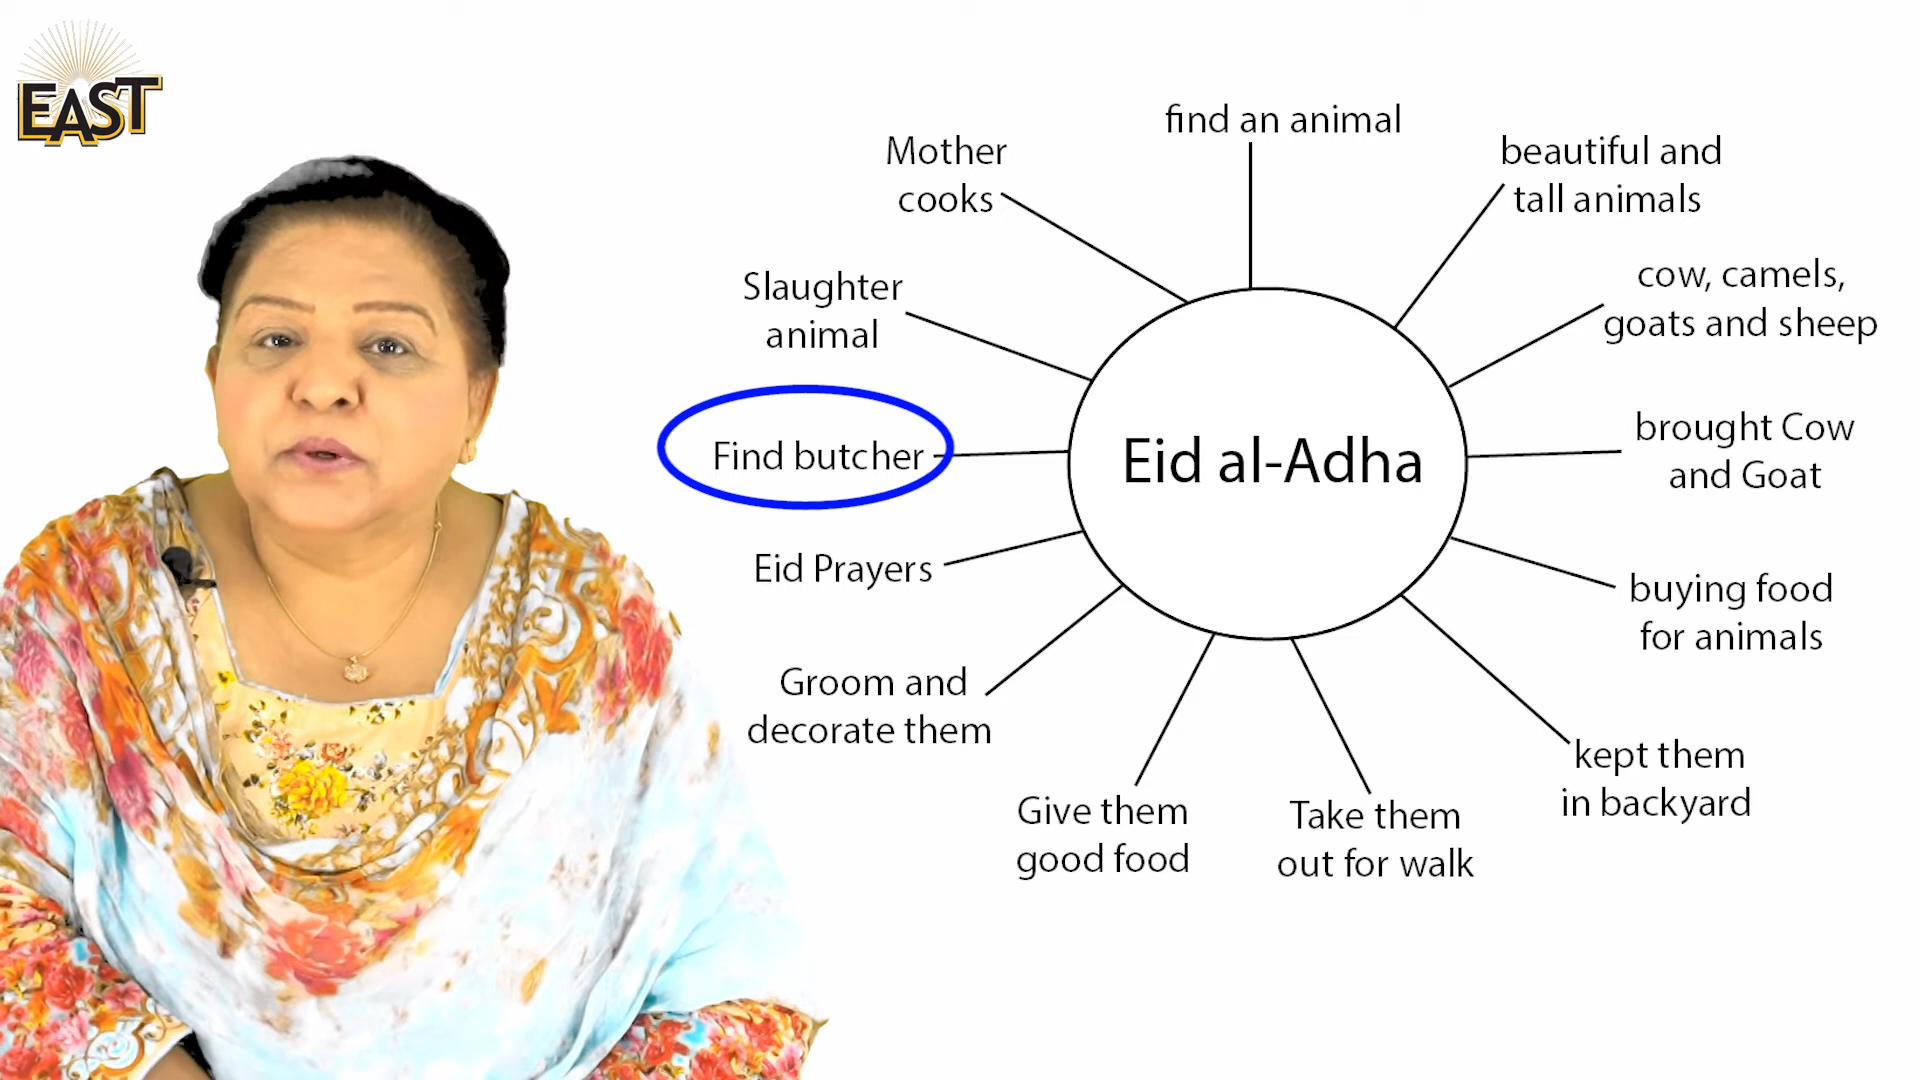 EAST
find an animal
beautiful and
tall animals
cow, camels,
goats and sheep
brought Cow
and Goat
buying food
for animals
kept them
in backyard
Take them
out for walk
Give them
good food
Groom and
decorate them
Eid Prayers
Find butcher
Slaughter
animal
Mother
cooks
Eid al-Adha